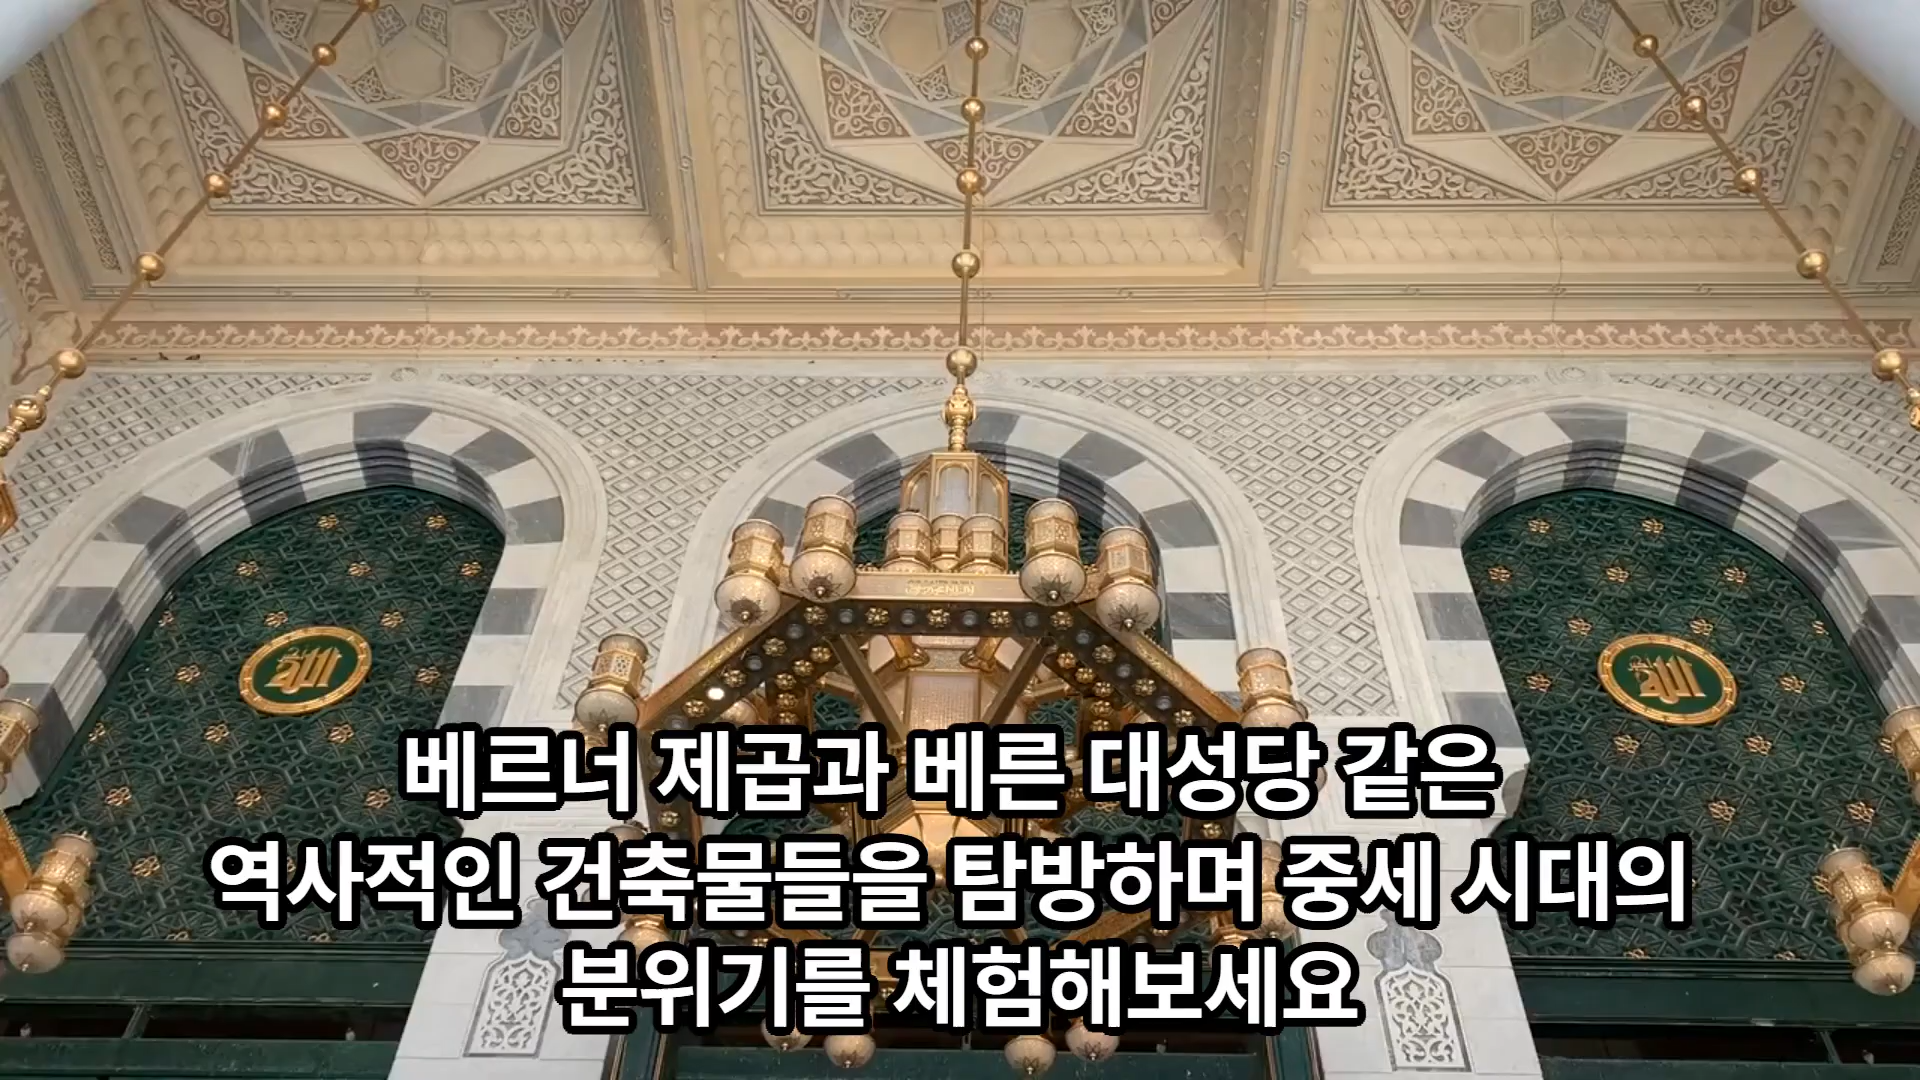 الله
الله
베르너 제곱과 베른 대성당 같은
역사적인 건축물들을 탐방하며 중세 시대의
분위기를 체험해보세요